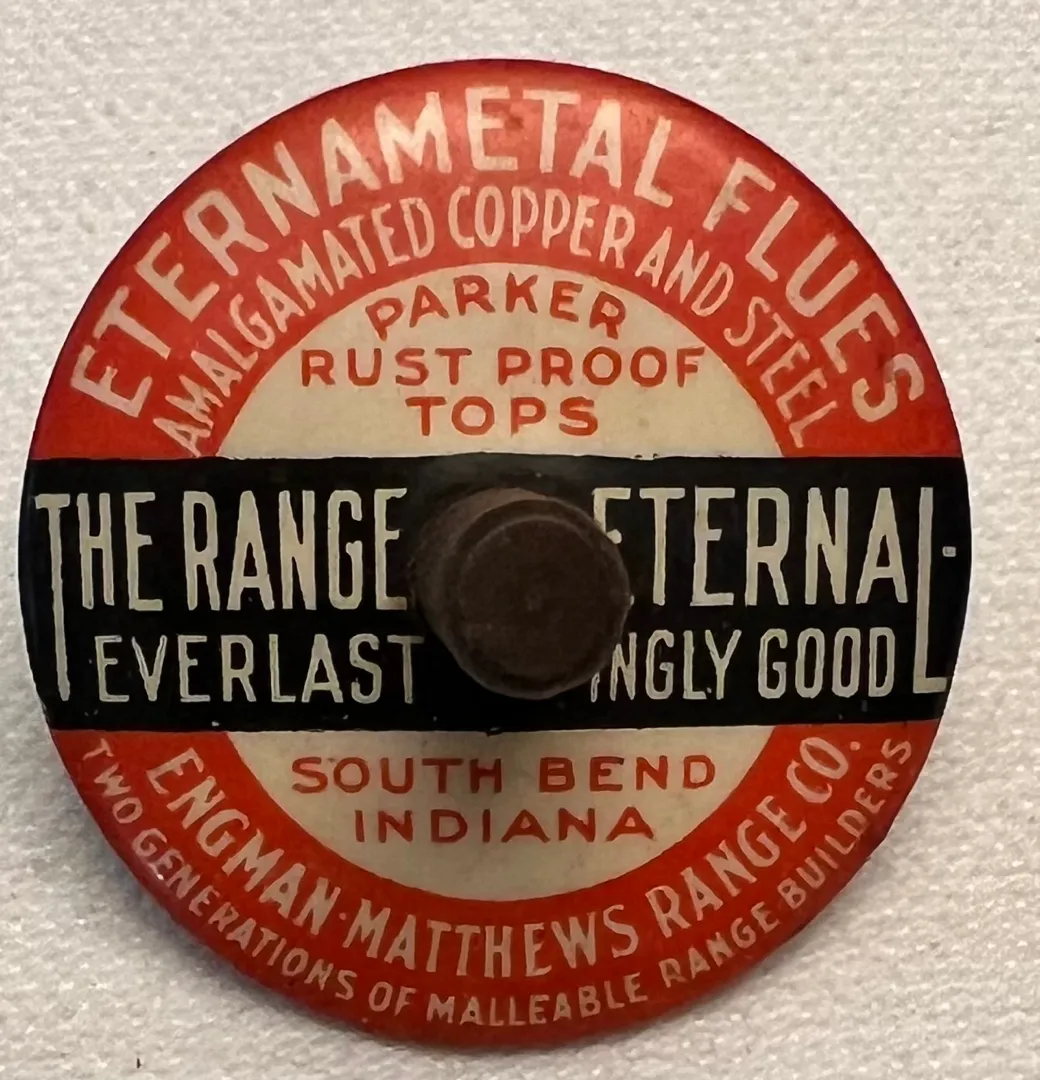 ETERNAMETAL FLUES
AMALGAMATED COPPER AND STEEL
PARKER
RUST PROOF
TOPS
THE RANGE ETERNAL
EVERLAST NGLY GOOD
SOUTH BEND
INDIANA
ENGMAN-MATTHEWS RANGE CO.
TWO GENERATIONS OF MALLEABLE RANGE BUILDERS